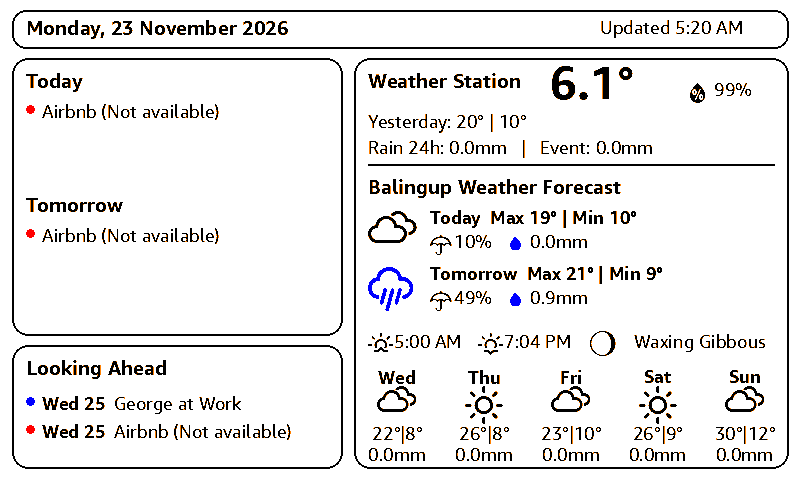 Monday, 23 November 2026
Updated 5:20 AM
Today
Airbnb (Not available)
Tomorrow
Airbnb (Not available)
Looking Ahead
Wed 25 George at Work
Wed 25 Airbnb (Not available)
Weather Station 6.1° 99%
Yesterday: 20° | 10°
Rain 24h: 0.0mm | Event: 0.0mm
Balingup Weather Forecast
Today Max 19° | Min 10°
10% 0.0mm
Tomorrow Max 21° | Min 9°
49% 0.9mm
5:00 AM 7:04 PM Waxing Gibbous
Wed Thu Fri Sat Sun
22°|8° 26°|8° 23°|10° 26°|9° 30°|12°
0.0mm 0.0mm 0.0mm 0.0mm 0.0mm